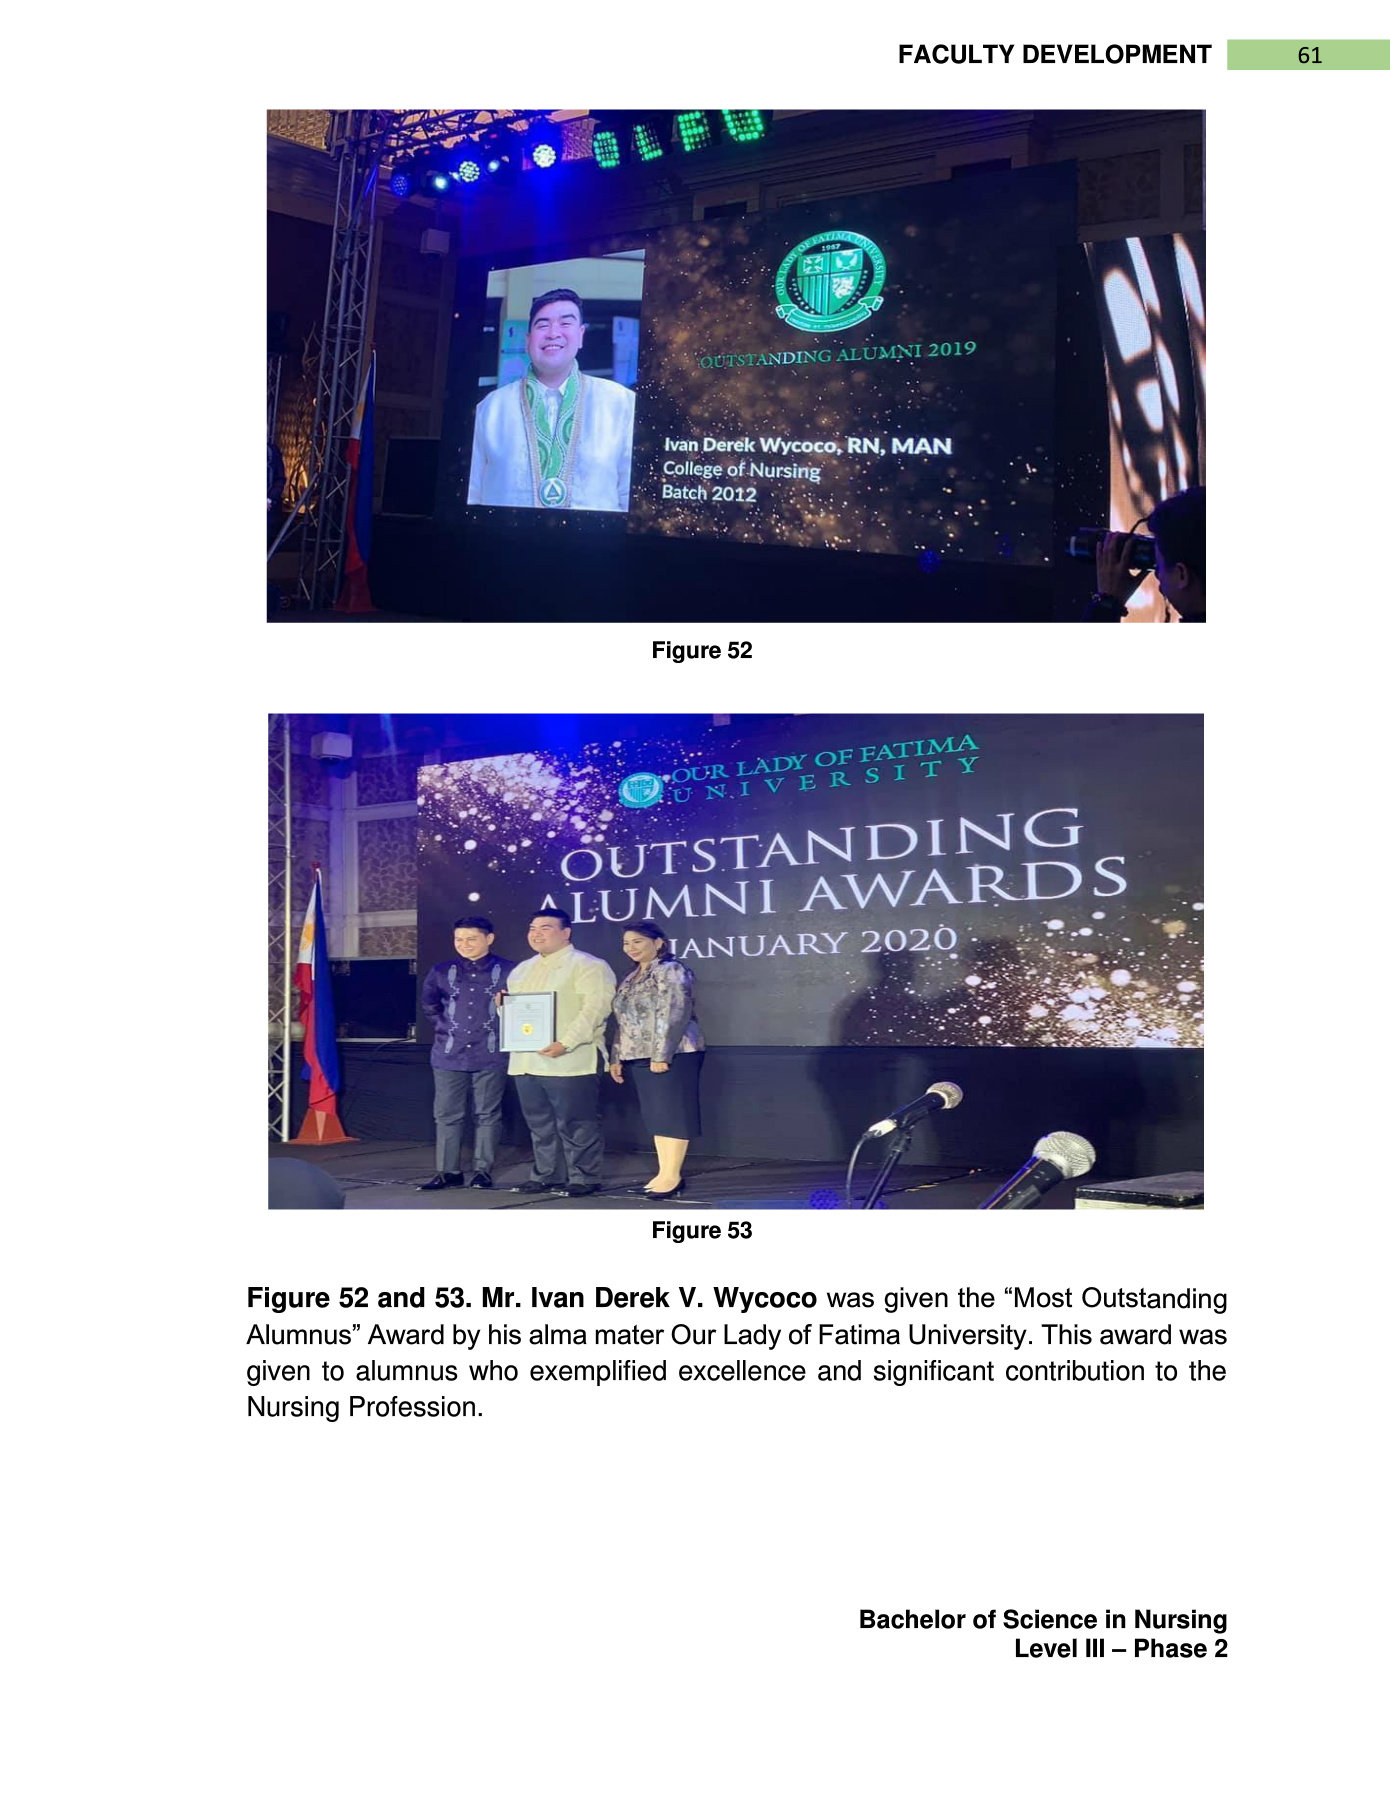 FACULTY DEVELOPMENT 61
OUR LADY OF FATIMA UNIVERSITY
1967
OUTSTANDING ALUMNI 2019
Ivan Derek Wycoco, RN, MAN
College of Nursing
Batch 2012
Figure 52
OUR LADY OF FATIMA
UNIVERSITY
OUTSTANDING
ALUMNI AWARDS
JANUARY 2020
Figure 53
Figure 52 and 53. Mr. Ivan Derek V. Wycoco was given the “Most Outstanding
Alumnus” Award by his alma mater Our Lady of Fatima University. This award was
given to alumnus who exemplified excellence and significant contribution to the
Nursing Profession.
Bachelor of Science in Nursing
Level III – Phase 2